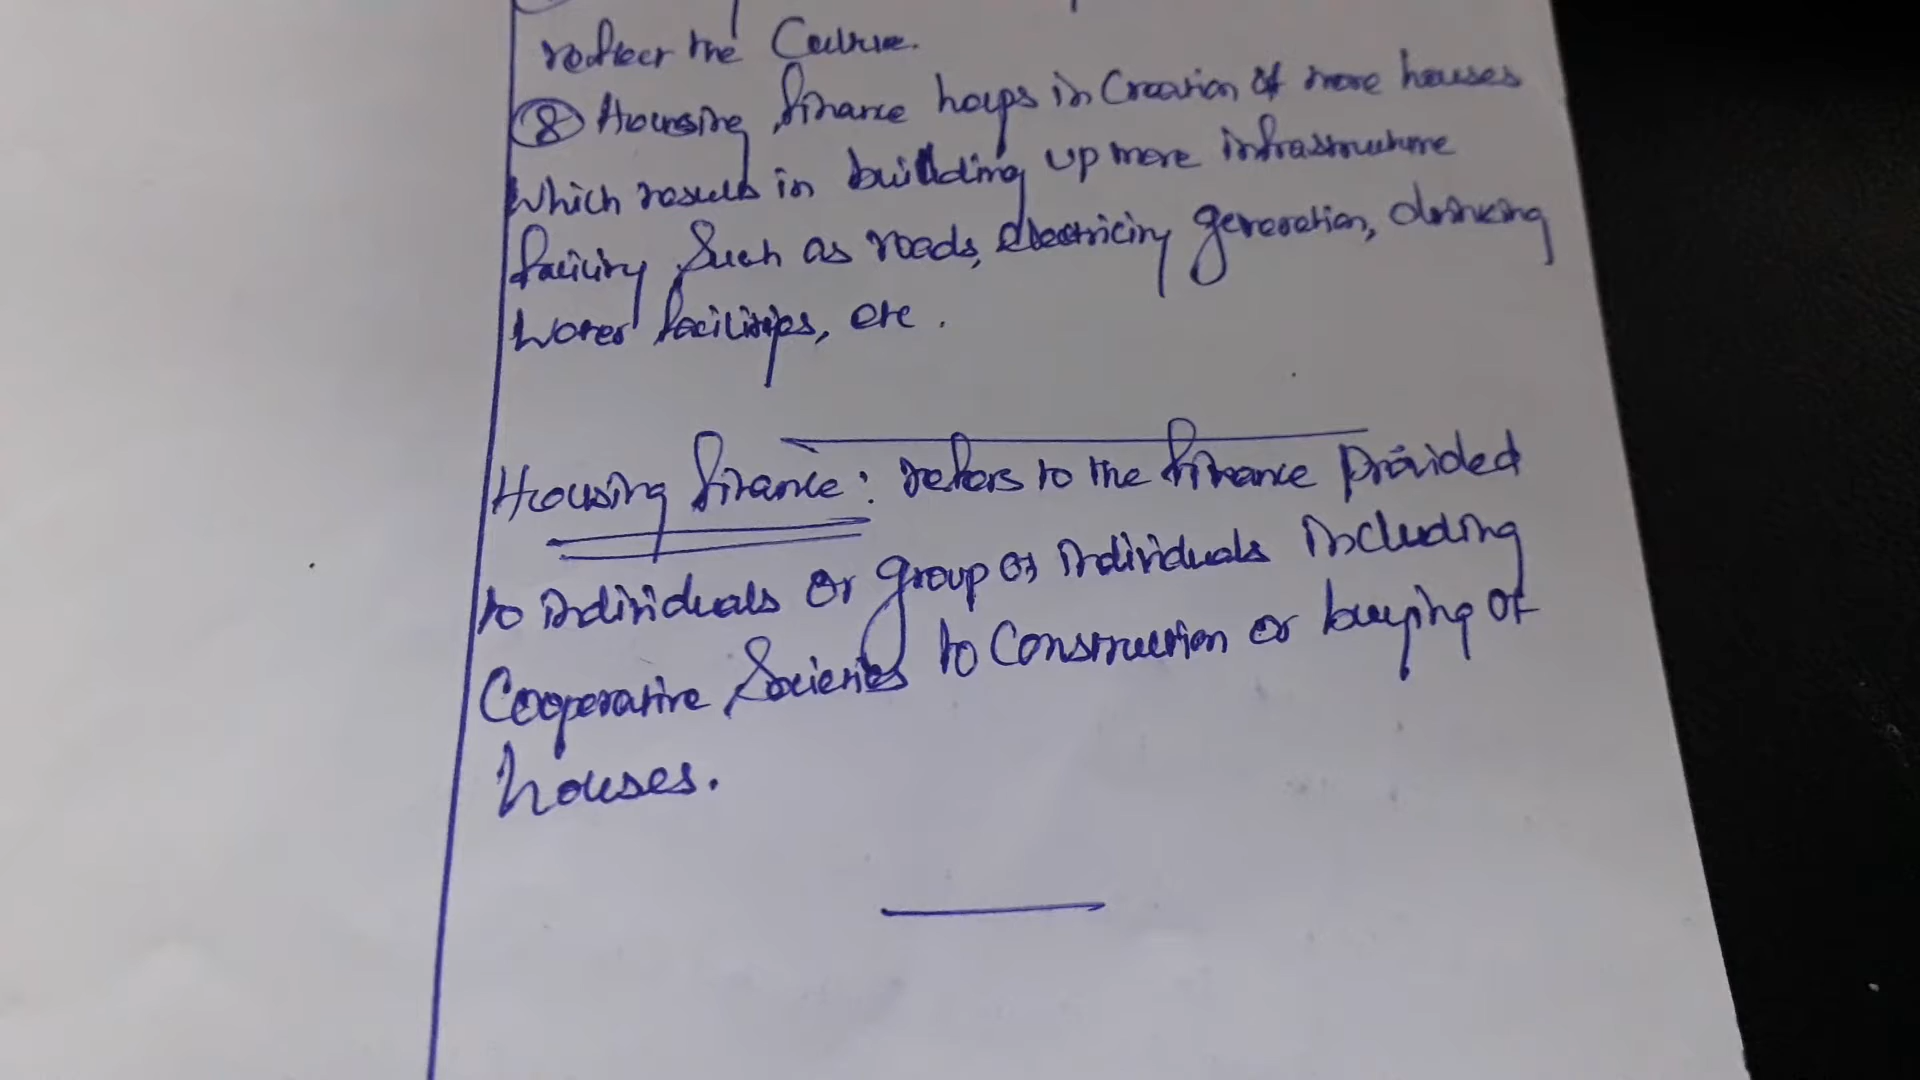 reflect the Culture.
⑧ Housing finance helps in Creation of more houses
Which results in building up more infrastructure
facility Such as roads, electricity generation, drinking
Water facilities, etc.
Housing finance: refers to the finance Provided
to individuals or group of individuals including
Cooperative Societies to Construction or buying of
houses.